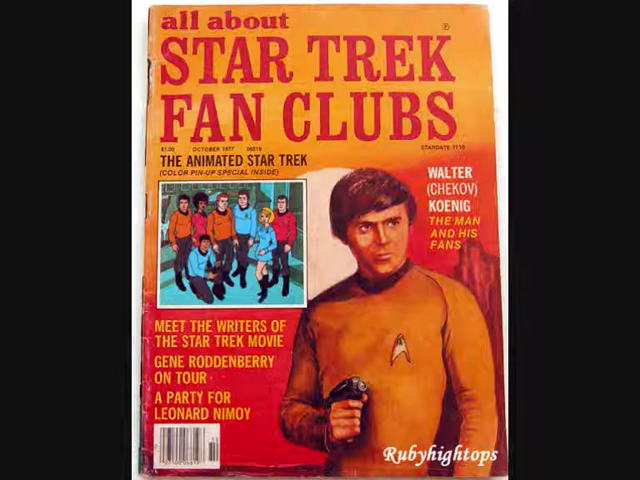 all about
STAR TREK
FAN CLUBS
$1.00 OCTOBER 1977 06819
THE ANIMATED STAR TREK
(COLOR PIN-UP SPECIAL INSIDE)
WALTER
(CHEKOV)
KOENIG
THE MAN
AND HIS
FANS
MEET THE WRITERS OF
THE STAR TREK MOVIE
GENE RODDENBERRY
ON TOUR
A PARTY FOR
LEONARD NIMOY
Rubyhightops